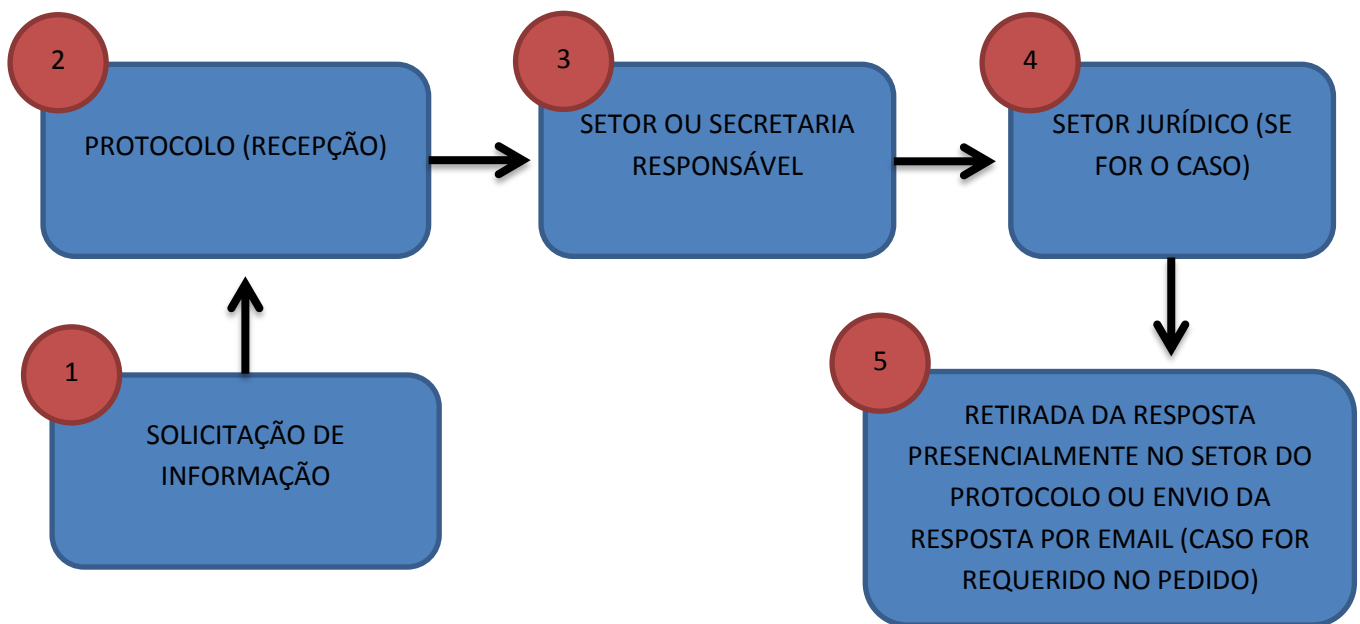 2
PROTOCOLO (RECEPÇÃO)
3
SETOR OU SECRETARIA
RESPONSÁVEL
4
SETOR JURÍDICO (SE
FOR O CASO)
1
SOLICITAÇÃO DE
INFORMAÇÃO
5
RETIRADA DA RESPOSTA
PRESENCIALMENTE NO SETOR DO
PROTOCOLO OU ENVIO DA
RESPOSTA POR EMAIL (CASO FOR
REQUERIDO NO PEDIDO)